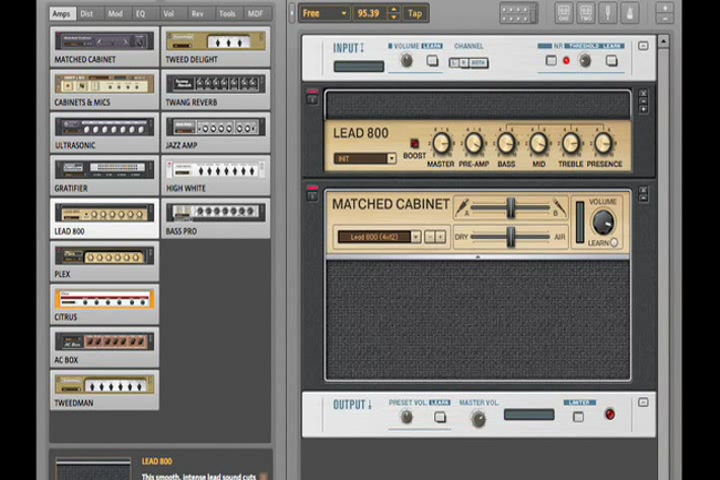 Amps Dist Mod EQ Vol Rev Tools MDF
Free 95.39 Tap
MATCHED CABINET
TWEED DELIGHT
CABINETS & MICS
TWANG REVERB
ULTRASONIC
JAZZ AMP
GRATIFIER
HIGH WHITE
LEAD 800
BASS PRO
PLEX
CITRUS
AC BOX
TWEEDMAN
LEAD 800
This smooth, intense lead sound cuts
INPUT
VOLUME LEARN
CHANNEL
L R BOTH
NR THRESHOLD LEARN
LEAD 800
BOOST
MASTER PRE-AMP BASS MID TREBLE PRESENCE
MATCHED CABINET
A B
VOLUME
Lead 800 (4x12)
DRY AIR
LEARN
OUTPUT
PRESET VOL. LEARN
MASTER VOL.
LIMITER